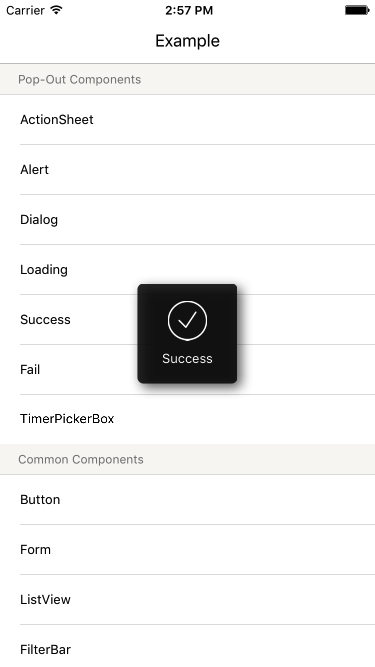 Carrier 2:57 PM
Example
Pop-Out Components
ActionSheet
Alert
Dialog
Loading
Success
Success
Fail
TimerPickerBox
Common Components
Button
Form
ListView
FilterBar